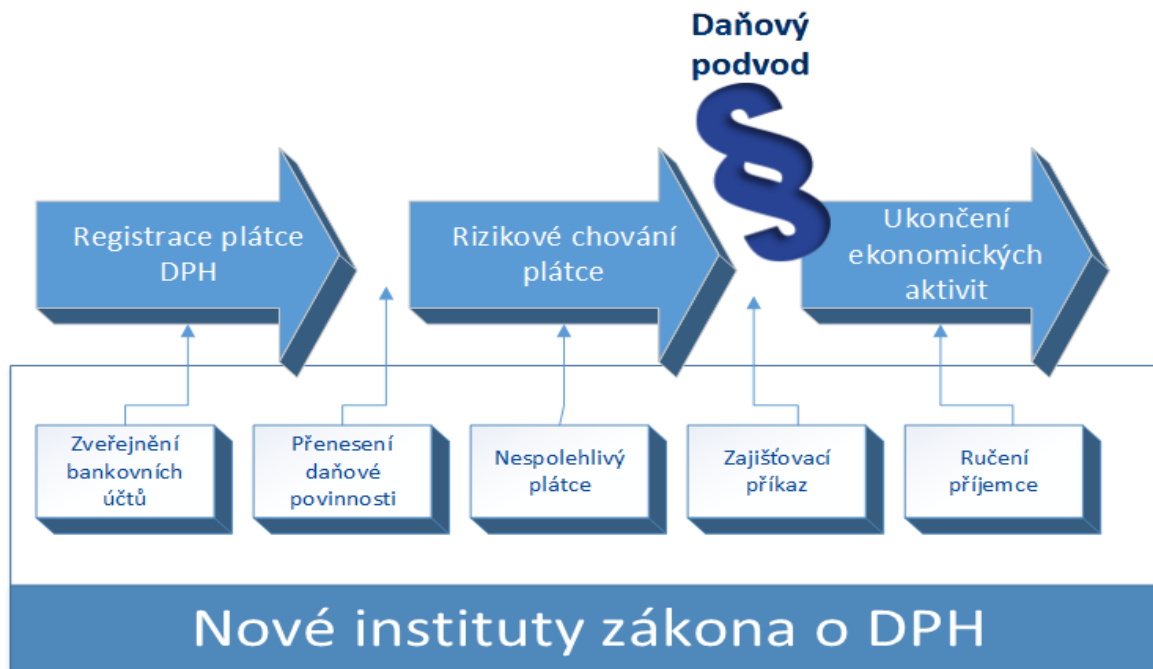 Daňový
podvod
§
Registrace plátce
DPH
Rizikové chování
plátce
Ukončení
ekonomických
aktivit
Zveřejnění
bankovních
účtů
Přenesení
daňové
povinnosti
Nespolehlivý
plátce
Zajišťovací
příkaz
Ručení
příjemce
Nové instituty zákona o DPH